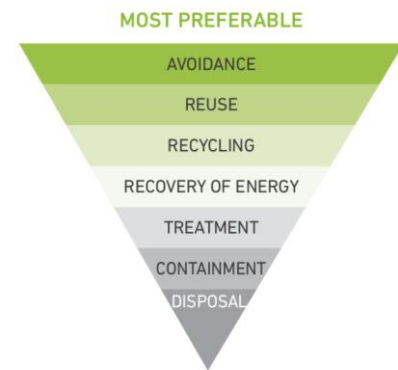 MOST PREFERABLE
AVOIDANCE
REUSE
RECYCLING
RECOVERY OF ENERGY
TREATMENT
CONTAINMENT
DISPOSAL